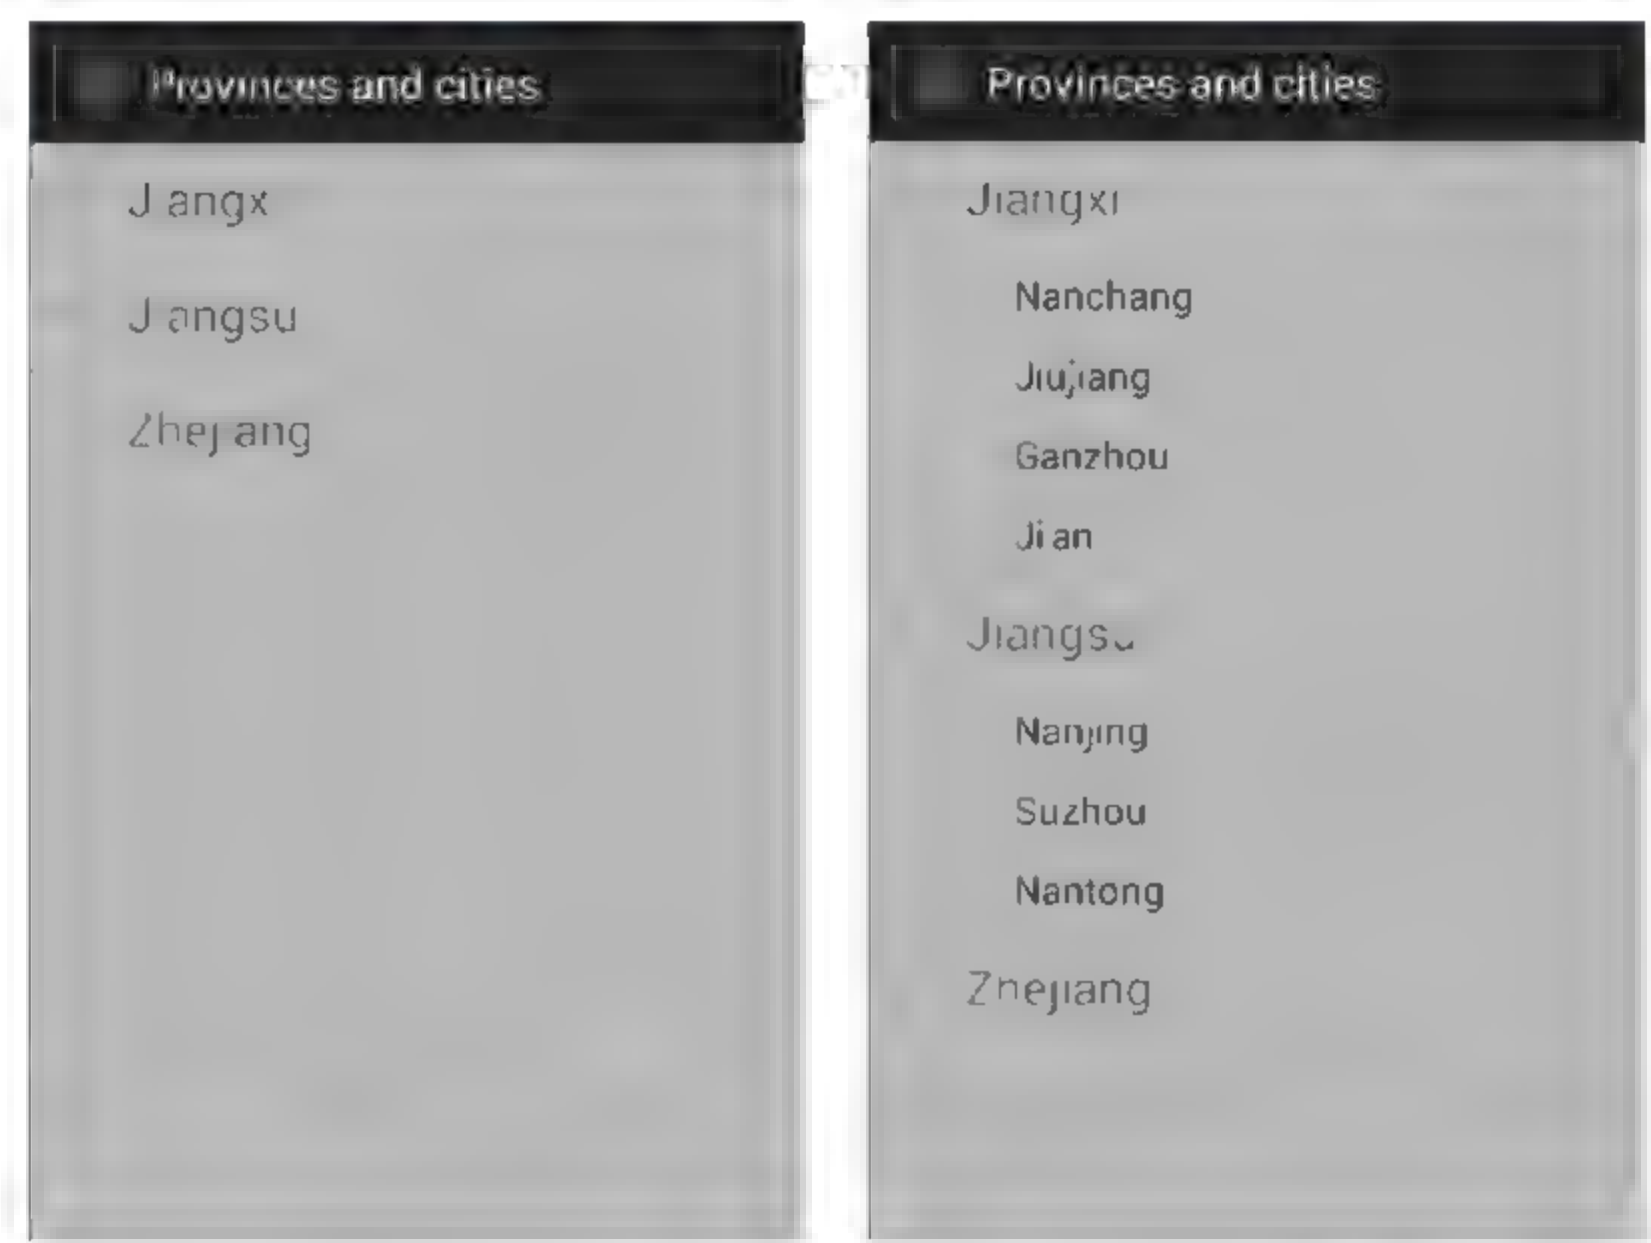 Provinces and cities
Jiangxi
Jiangsu
Zhejiang
Provinces and cities
Jiangxi
Nanchang
Jiujiang
Ganzhou
Ji an
Jiangsu
Nanjing
Suzhou
Nantong
Zhejiang